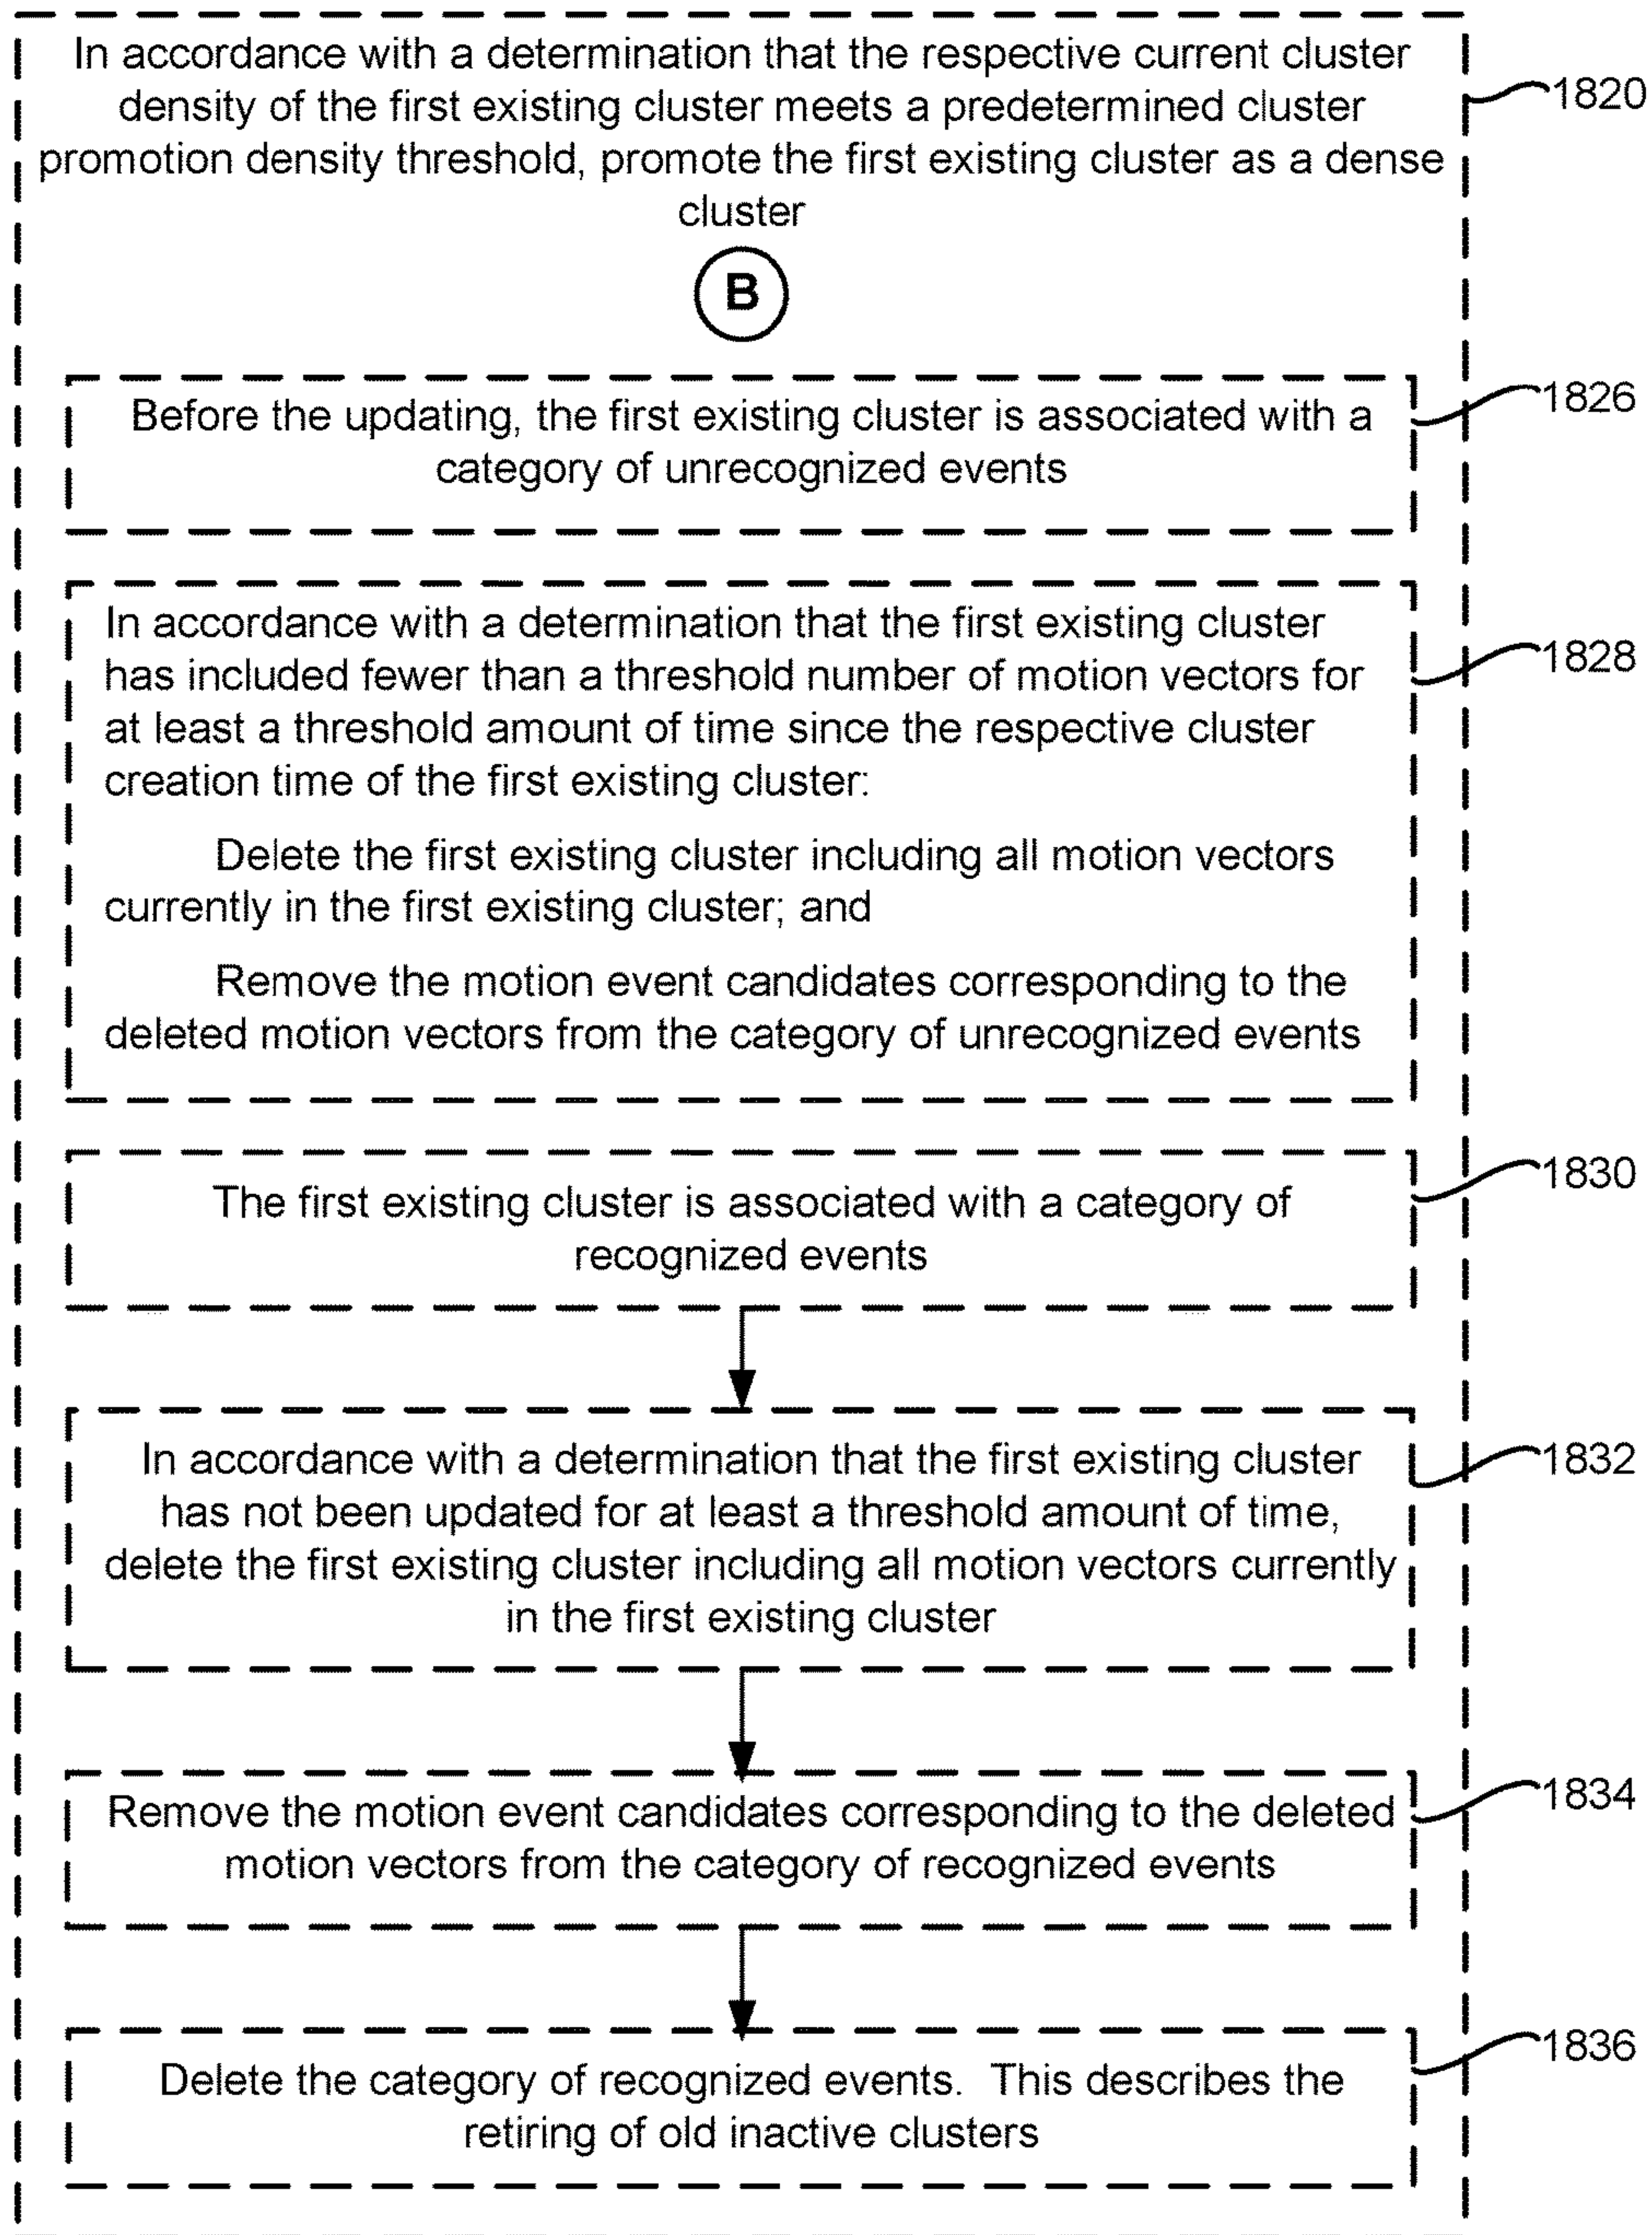 In accordance with a determination that the respective current cluster
density of the first existing cluster meets a predetermined cluster
promotion density threshold, promote the first existing cluster as a dense
cluster
1820
B
Before the updating, the first existing cluster is associated with a
category of unrecognized events
1826
In accordance with a determination that the first existing cluster
has included fewer than a threshold number of motion vectors for
at least a threshold amount of time since the respective cluster
creation time of the first existing cluster:
Delete the first existing cluster including all motion vectors
currently in the first existing cluster; and
Remove the motion event candidates corresponding to the
deleted motion vectors from the category of unrecognized events
1828
The first existing cluster is associated with a category of
recognized events
1830
In accordance with a determination that the first existing cluster
has not been updated for at least a threshold amount of time,
delete the first existing cluster including all motion vectors currently
in the first existing cluster
1832
Remove the motion event candidates corresponding to the deleted
motion vectors from the category of recognized events
1834
Delete the category of recognized events.  This describes the
retiring of old inactive clusters
1836